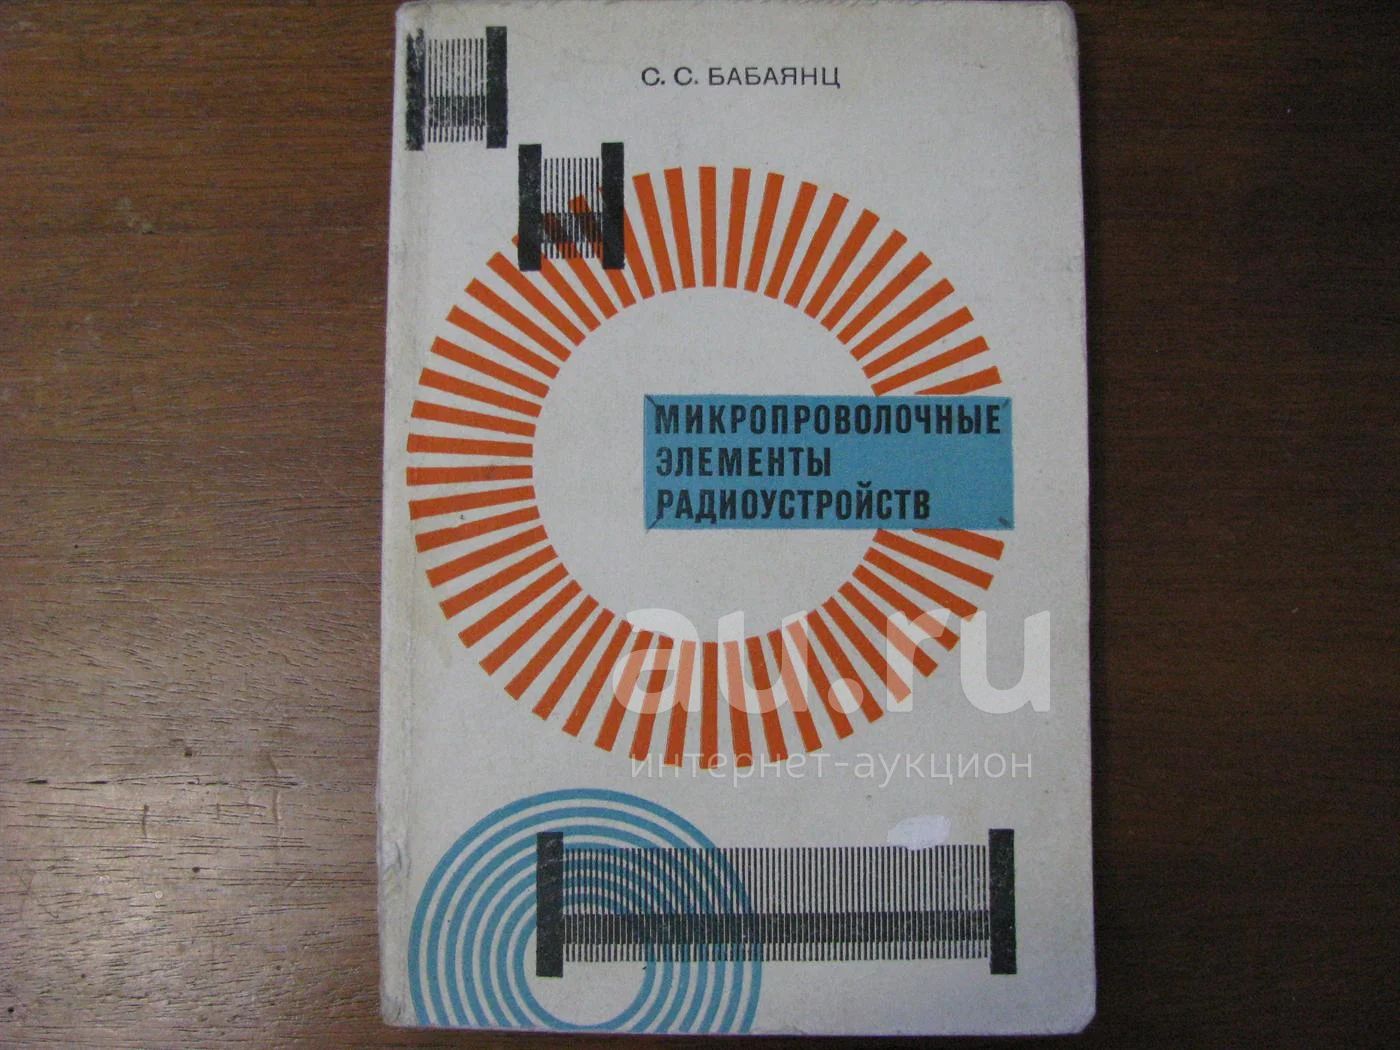 С. С. БАБАЯНЦ
МИКРОПРОВОЛОЧНЫЕ
ЭЛЕМЕНТЫ
РАДИОУСТРОЙСТВ
au.ru
интернет-аукцион